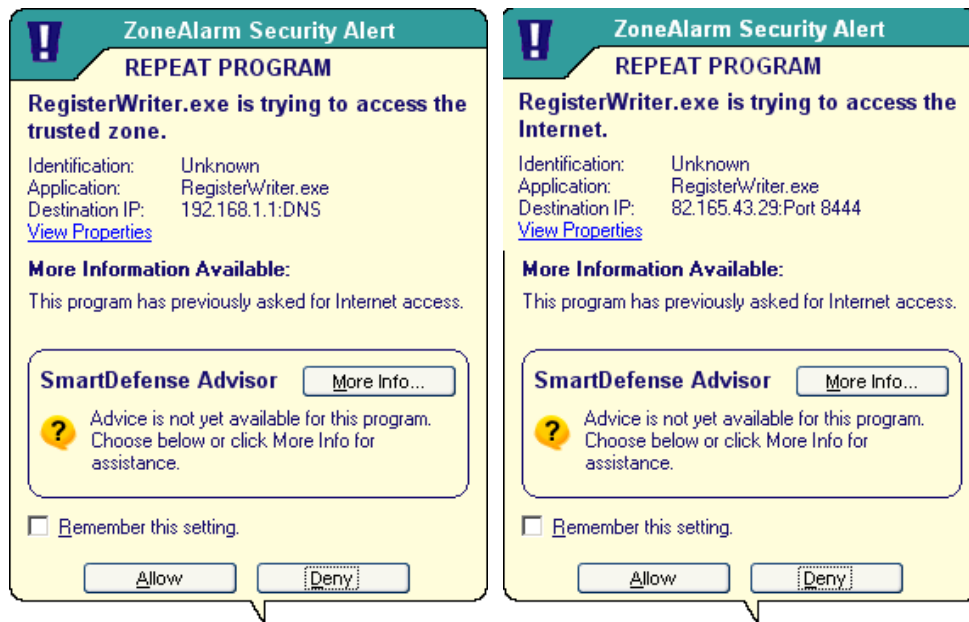 ZoneAlarm Security Alert
REPEAT PROGRAM
RegisterWriter.exe is trying to access the
trusted zone.
Identification: Unknown
Application: RegisterWriter.exe
Destination IP: 192.168.1.1:DNS
View Properties
More Information Available:
This program has previously asked for Internet access.
SmartDefense Advisor More Info...
Advice is not yet available for this program.
Choose below or click More Info for
assistance.
Remember this setting.
Allow Deny
ZoneAlarm Security Alert
REPEAT PROGRAM
RegisterWriter.exe is trying to access the
Internet.
Identification: Unknown
Application: RegisterWriter.exe
Destination IP: 82.165.43.29:Port 8444
View Properties
More Information Available:
This program has previously asked for Internet access.
SmartDefense Advisor More Info...
Advice is not yet available for this program.
Choose below or click More Info for
assistance.
Remember this setting.
Allow Deny